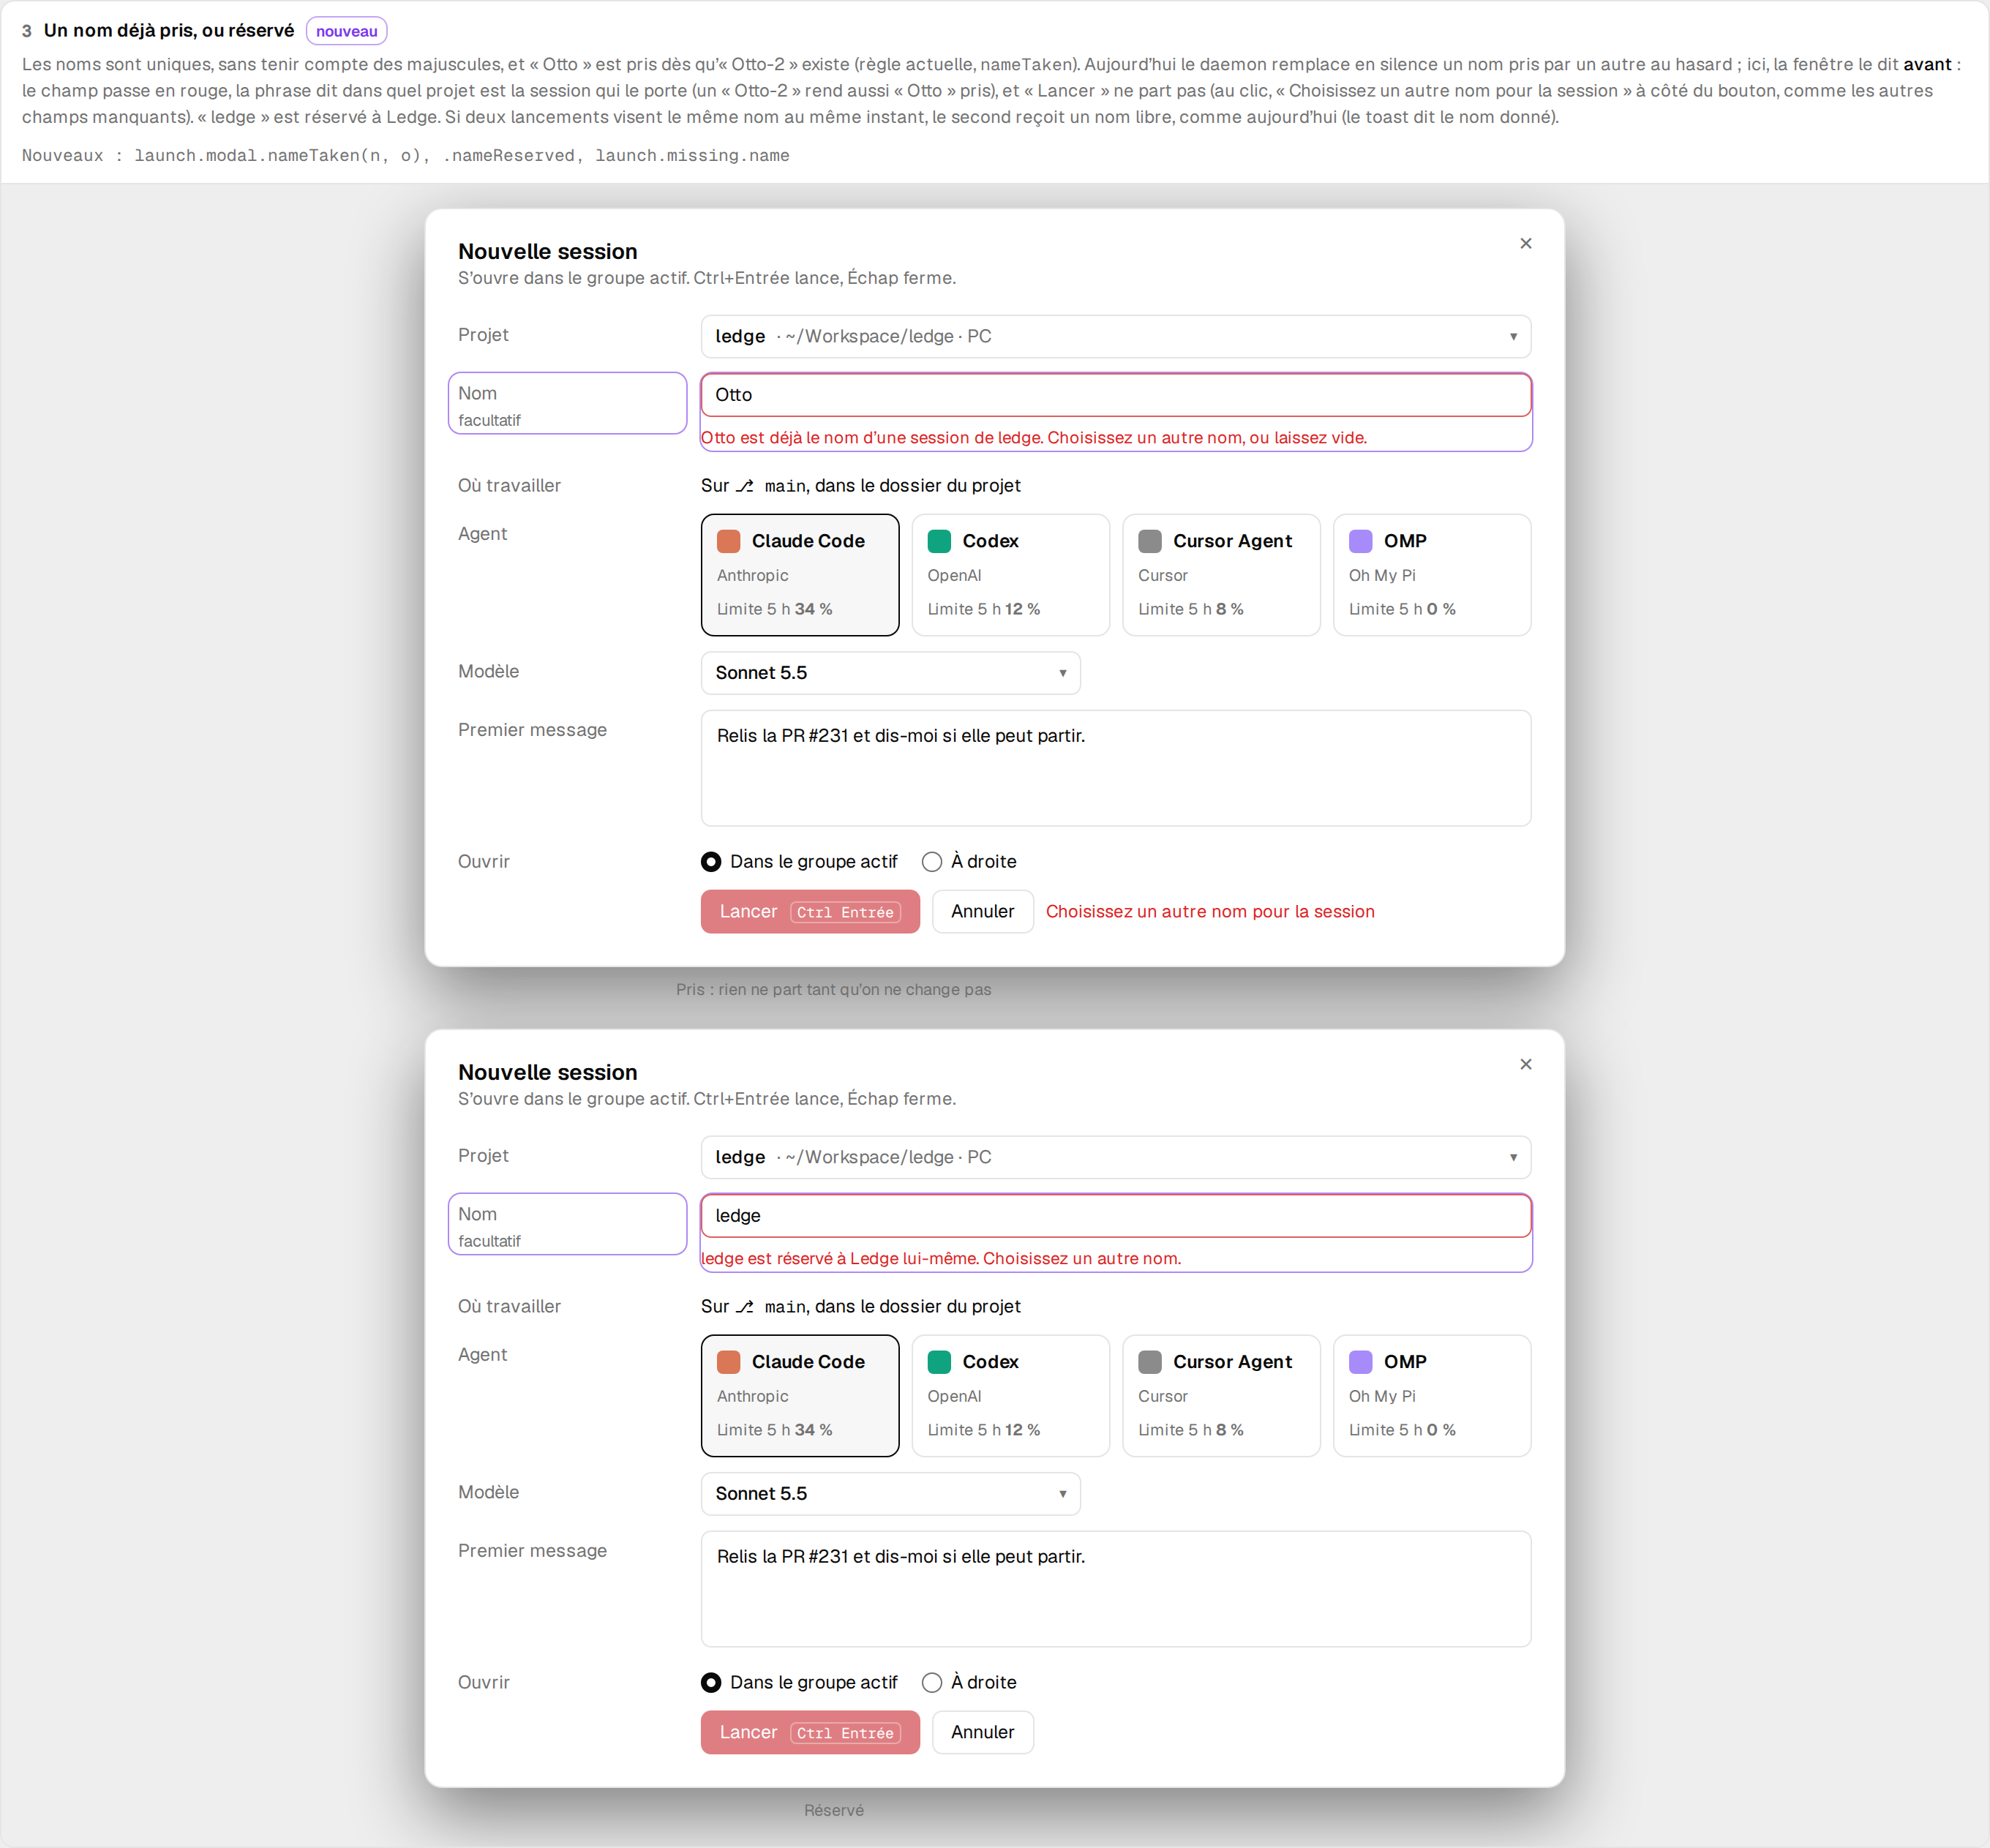 3 Un nom déjà pris, ou réservé nouveau
Les noms sont uniques, sans tenir compte des majuscules, et « Otto » est pris dès qu’« Otto-2 » existe (règle actuelle, nameTaken). Aujourd’hui le daemon remplace en silence un nom pris par un autre au hasard ; ici, la fenêtre le dit avant :
le champ passe en rouge, la phrase dit dans quel projet est la session qui le porte (un « Otto-2 » rend aussi « Otto » pris), et « Lancer » ne part pas (au clic, « Choisissez un autre nom pour la session » à côté du bouton, comme les autres
champs manquants). « ledge » est réservé à Ledge. Si deux lancements visent le même nom au même instant, le second reçoit un nom libre, comme aujourd’hui (le toast dit le nom donné).
Nouveaux : launch.modal.nameTaken(n, o), .nameReserved, launch.missing.name
Nouvelle session ✕
S’ouvre dans le groupe actif. Ctrl+Entrée lance, Échap ferme.
Projet ledge · ~/Workspace/ledge · PC ▾
Nom Otto
facultatif
Otto est déjà le nom d’une session de ledge. Choisissez un autre nom, ou laissez vide.
Où travailler Sur ⎇ main, dans le dossier du projet
Agent Claude Code Codex Cursor Agent OMP
Anthropic OpenAI Cursor Oh My Pi
Limite 5 h 34 % Limite 5 h 12 % Limite 5 h 8 % Limite 5 h 0 %
Modèle Sonnet 5.5 ▾
Premier message Relis la PR #231 et dis-moi si elle peut partir.
Ouvrir Dans le groupe actif À droite
Lancer Ctrl Entrée Annuler Choisissez un autre nom pour la session
Pris : rien ne part tant qu’on ne change pas
Nouvelle session ✕
S’ouvre dans le groupe actif. Ctrl+Entrée lance, Échap ferme.
Projet ledge · ~/Workspace/ledge · PC ▾
Nom ledge
facultatif
ledge est réservé à Ledge lui-même. Choisissez un autre nom.
Où travailler Sur ⎇ main, dans le dossier du projet
Agent Claude Code Codex Cursor Agent OMP
Anthropic OpenAI Cursor Oh My Pi
Limite 5 h 34 % Limite 5 h 12 % Limite 5 h 8 % Limite 5 h 0 %
Modèle Sonnet 5.5 ▾
Premier message Relis la PR #231 et dis-moi si elle peut partir.
Ouvrir Dans le groupe actif À droite
Lancer Ctrl Entrée Annuler
Réservé